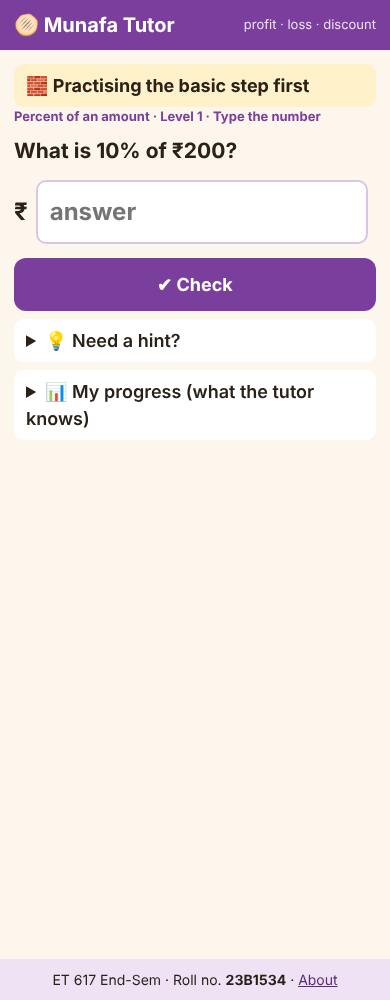 Munafa Tutor profit · loss · discount
🧱 Practising the basic step first
Percent of an amount · Level 1 · Type the number
What is 10% of ₹200?
₹ answer
✔ Check
▶ 💡 Need a hint?
▶ 📊 My progress (what the tutor
knows)
ET 617 End-Sem · Roll no. 23B1534 · About